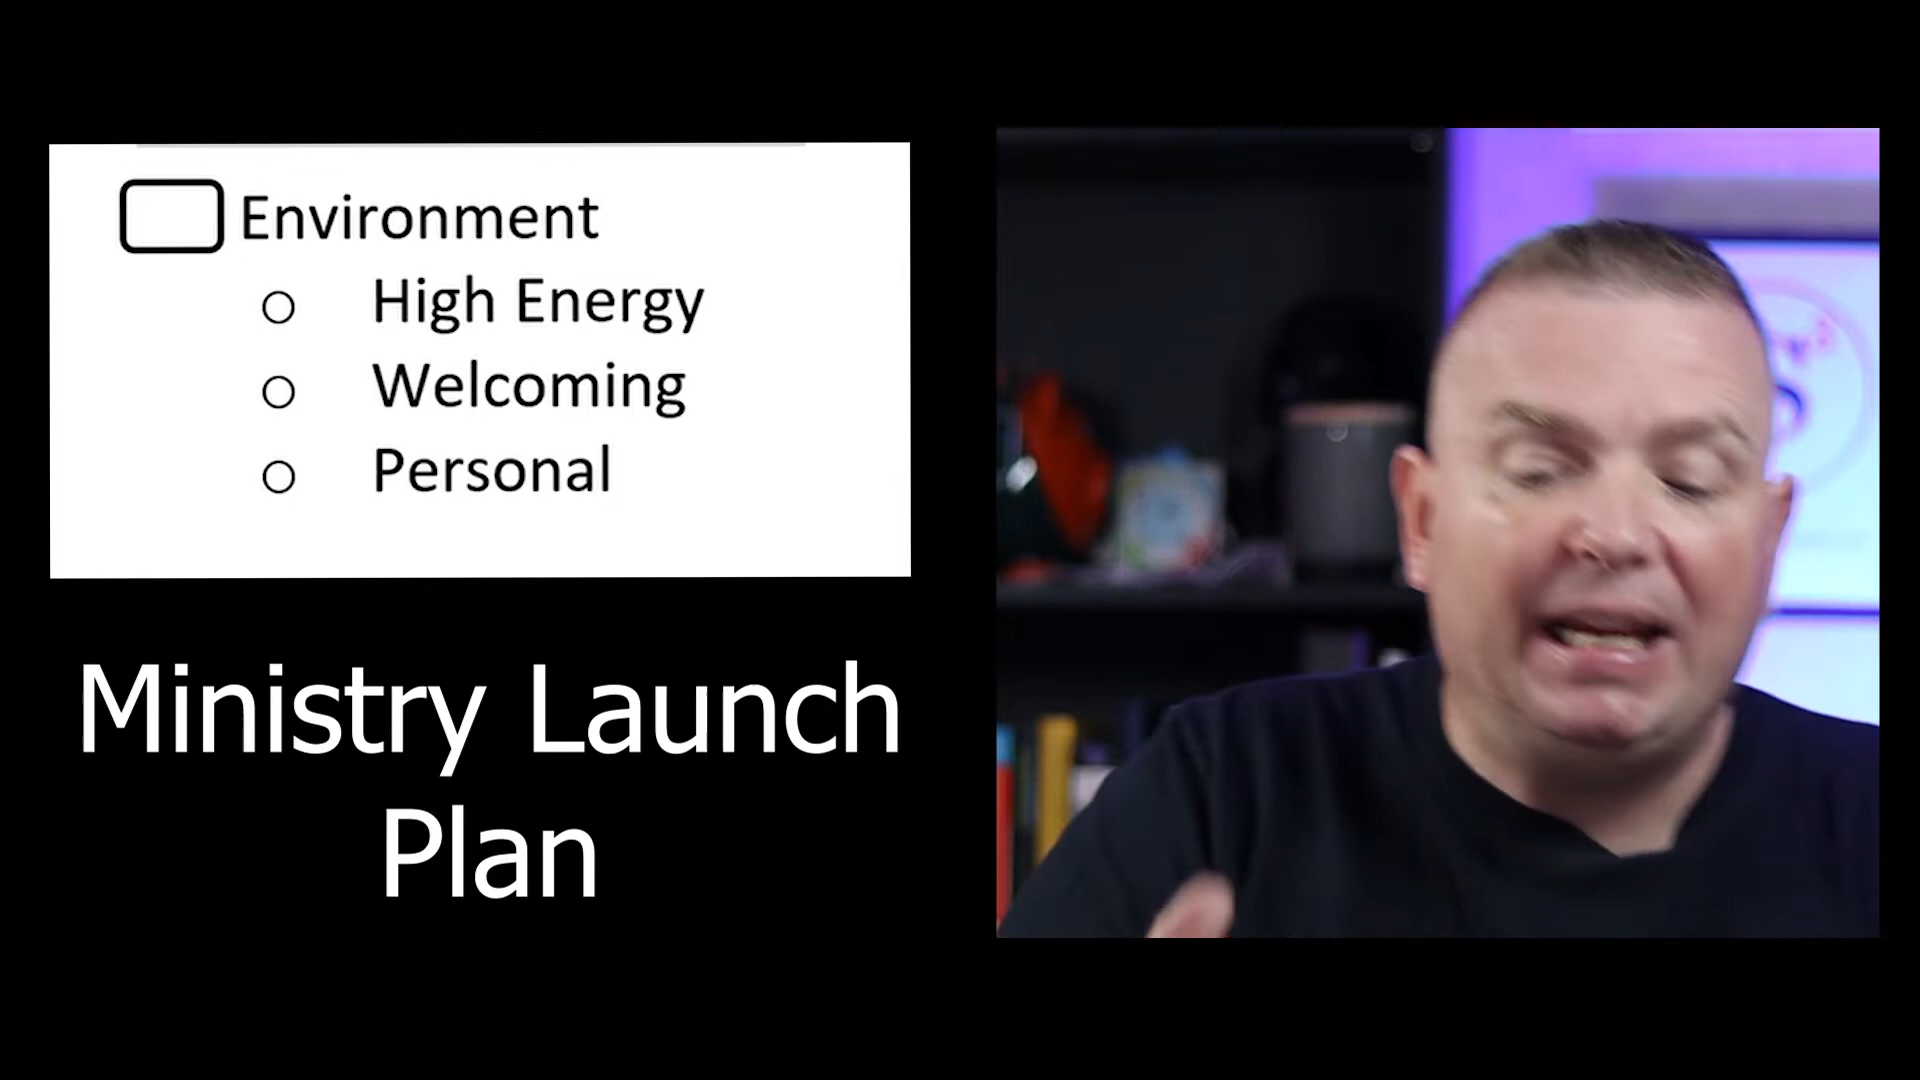 Environment
High Energy
Welcoming
Personal
Ministry Launch
Plan